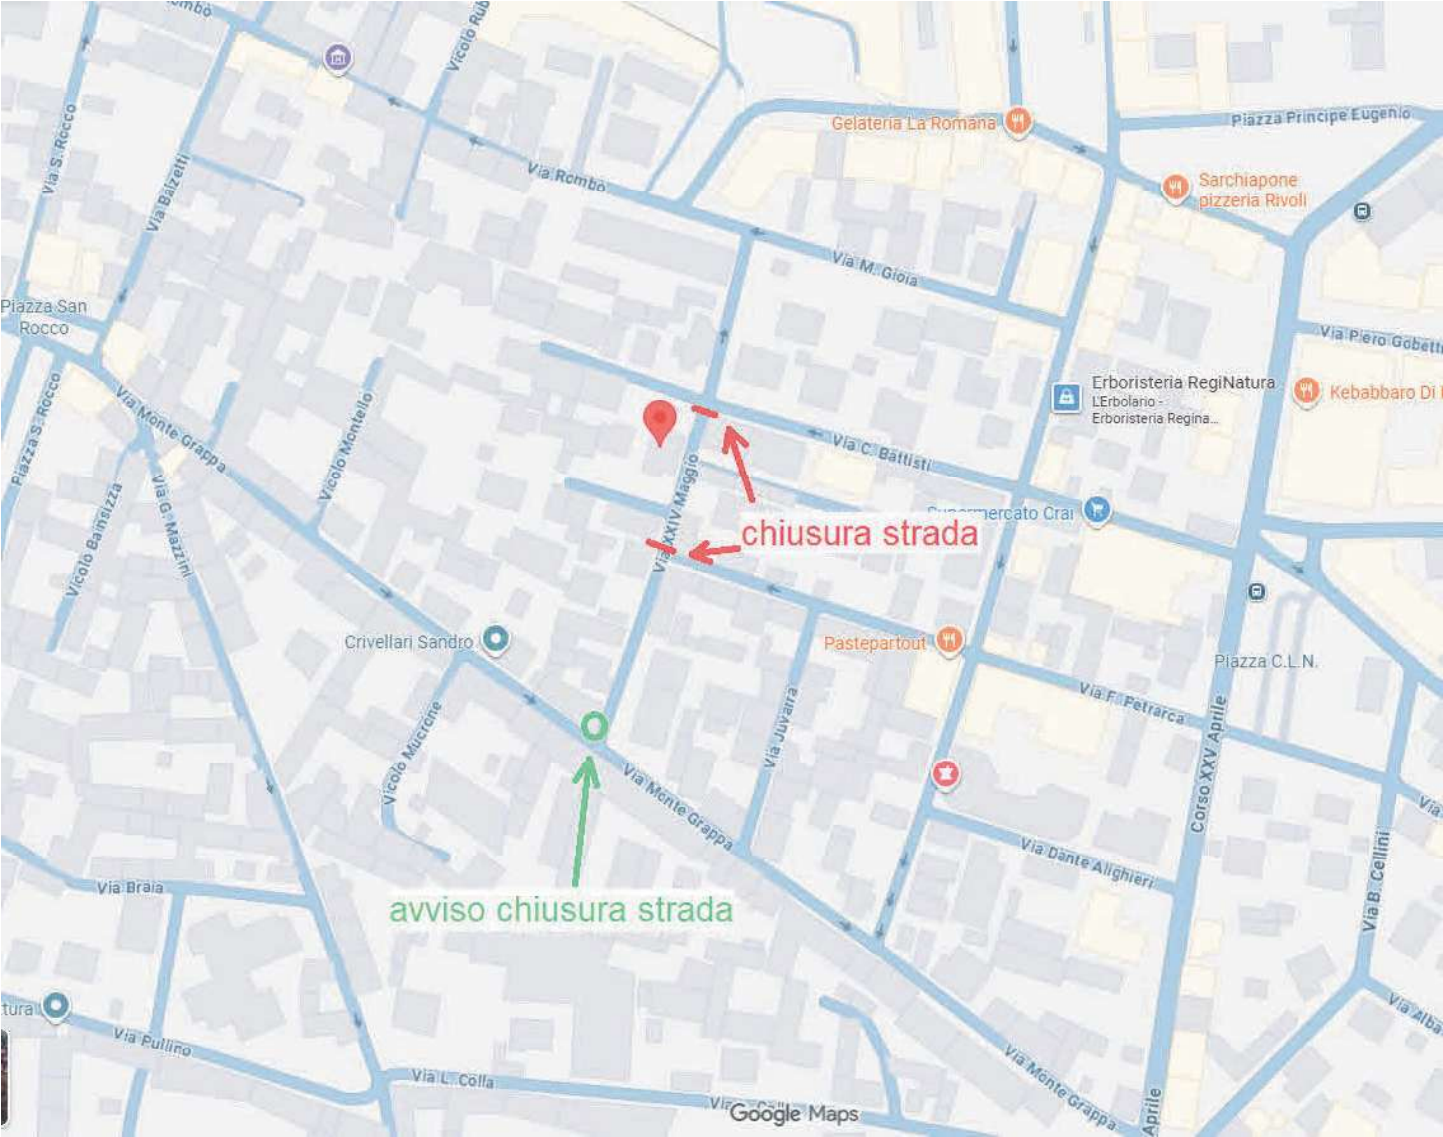 Vicolo Rub
Via S. Rocco
Via Balzetti
Via Rombò
Gelateria La Romana
Piazza Principe Eugenio
Sarchiapone
pizzeria Rivoli
Via M. Gioia
Piazza San
Rocco
Via Piero Gobetti
Erboristeria RegiNatura
L'Erbolario -
Erboristeria Regina...
Kebabbaro Di
Piazza S. Rocco
Via Monte Grappa
Vicolo Montello
Via C. Battisti
Via XXIV Maggio
Supermercato Crai
chiusura strada
Vicolo Bainsizza
Via G. Mazzini
Crivellari Sandro
Pastepartout
Piazza C.L.N.
Via F. Petrarca
Vicolo Mucrone
Via Juvarra
Corso XXV Aprile
Via Monte Grappa
Via Dante Alighieri
Via
Via B. Cellini
Via Braia
avviso chiusura strada
tura
Via Pullino
Via Alba
Via L. Colla
Via Monte Grappa
Aprile
Google Maps